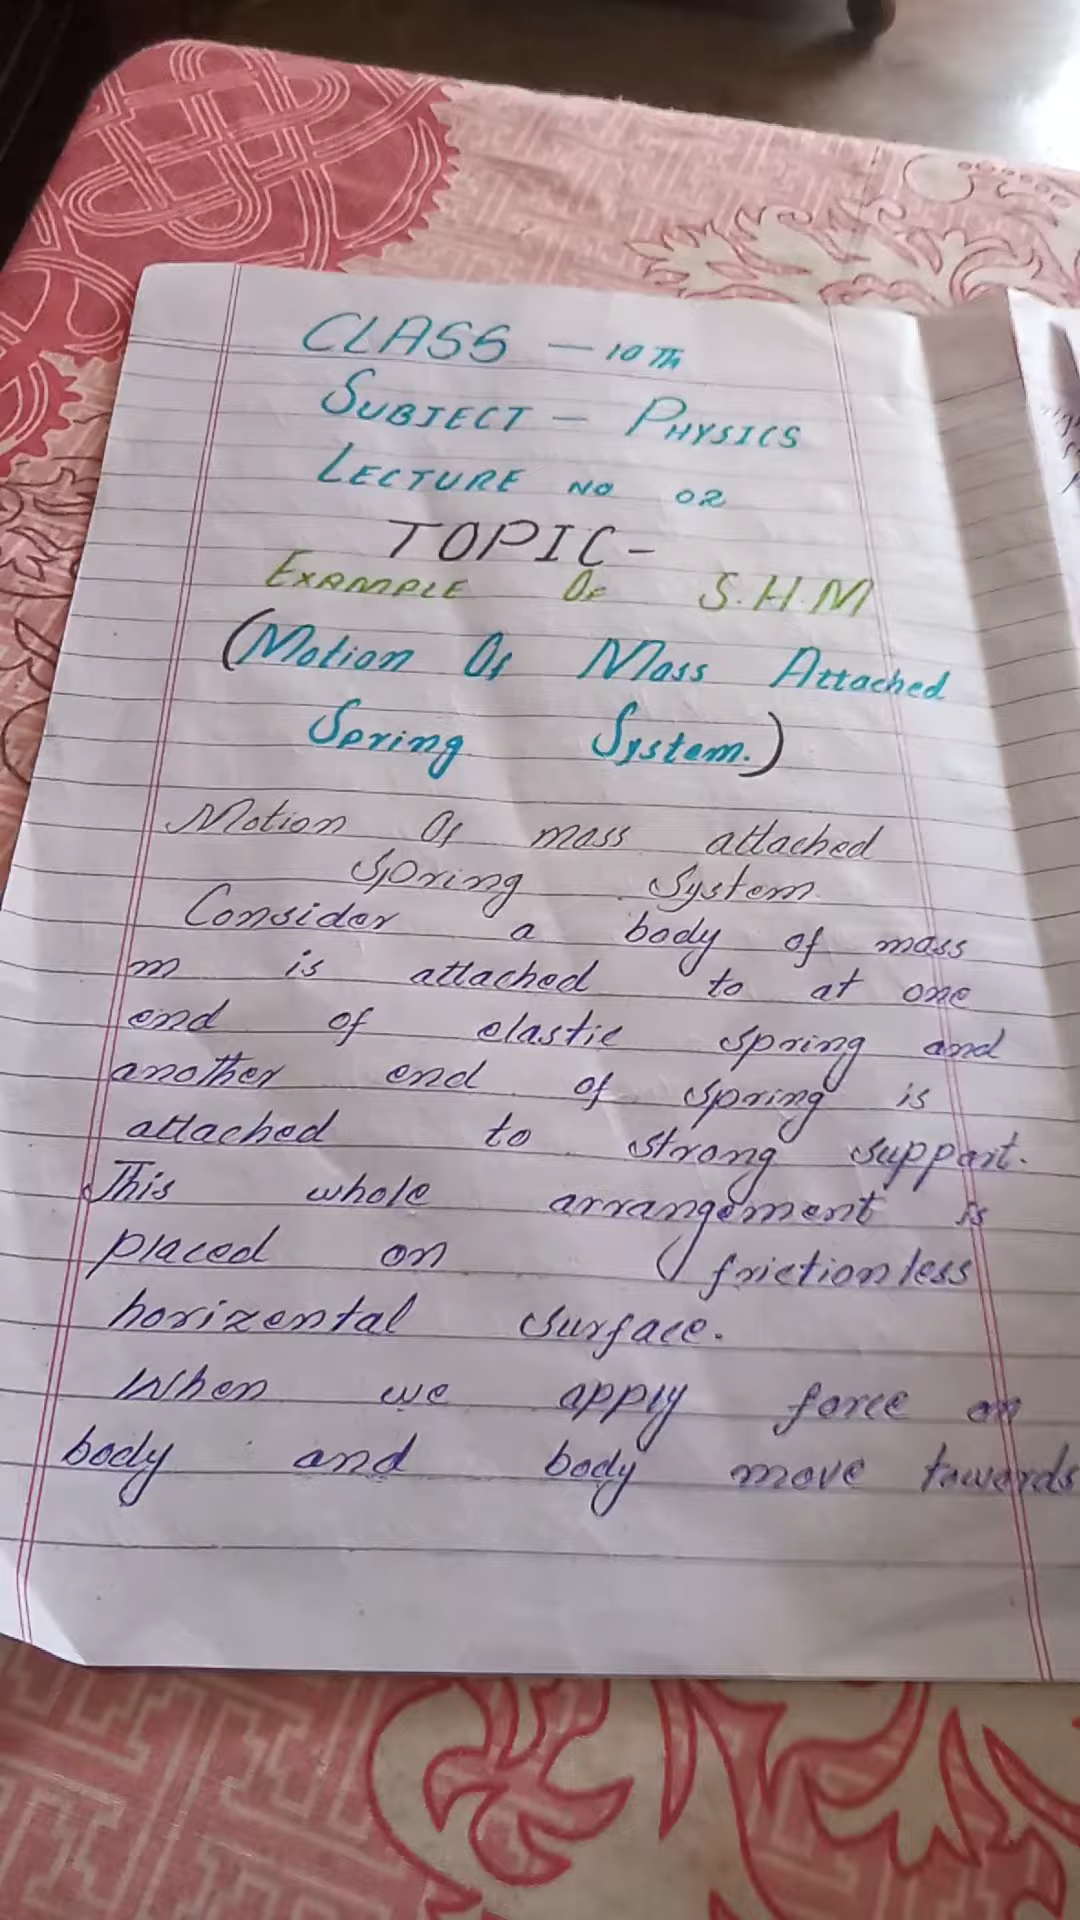 CLASS - 10Th
SUBJECT - PHYSICS
LECTURE NO 02
TOPIC-
EXAMPLE OF S.H.M
(Motion Of Mass Attached
Spring System.)
Motion Of mass attached
Spring System
Consider a body of mass
m is attached to at one
end of elastic spring and
another end of spring is
attached to strong support.
This whole arrangement is
placed on frictionless
horizental surface.
When we apply force on
body and body move towards